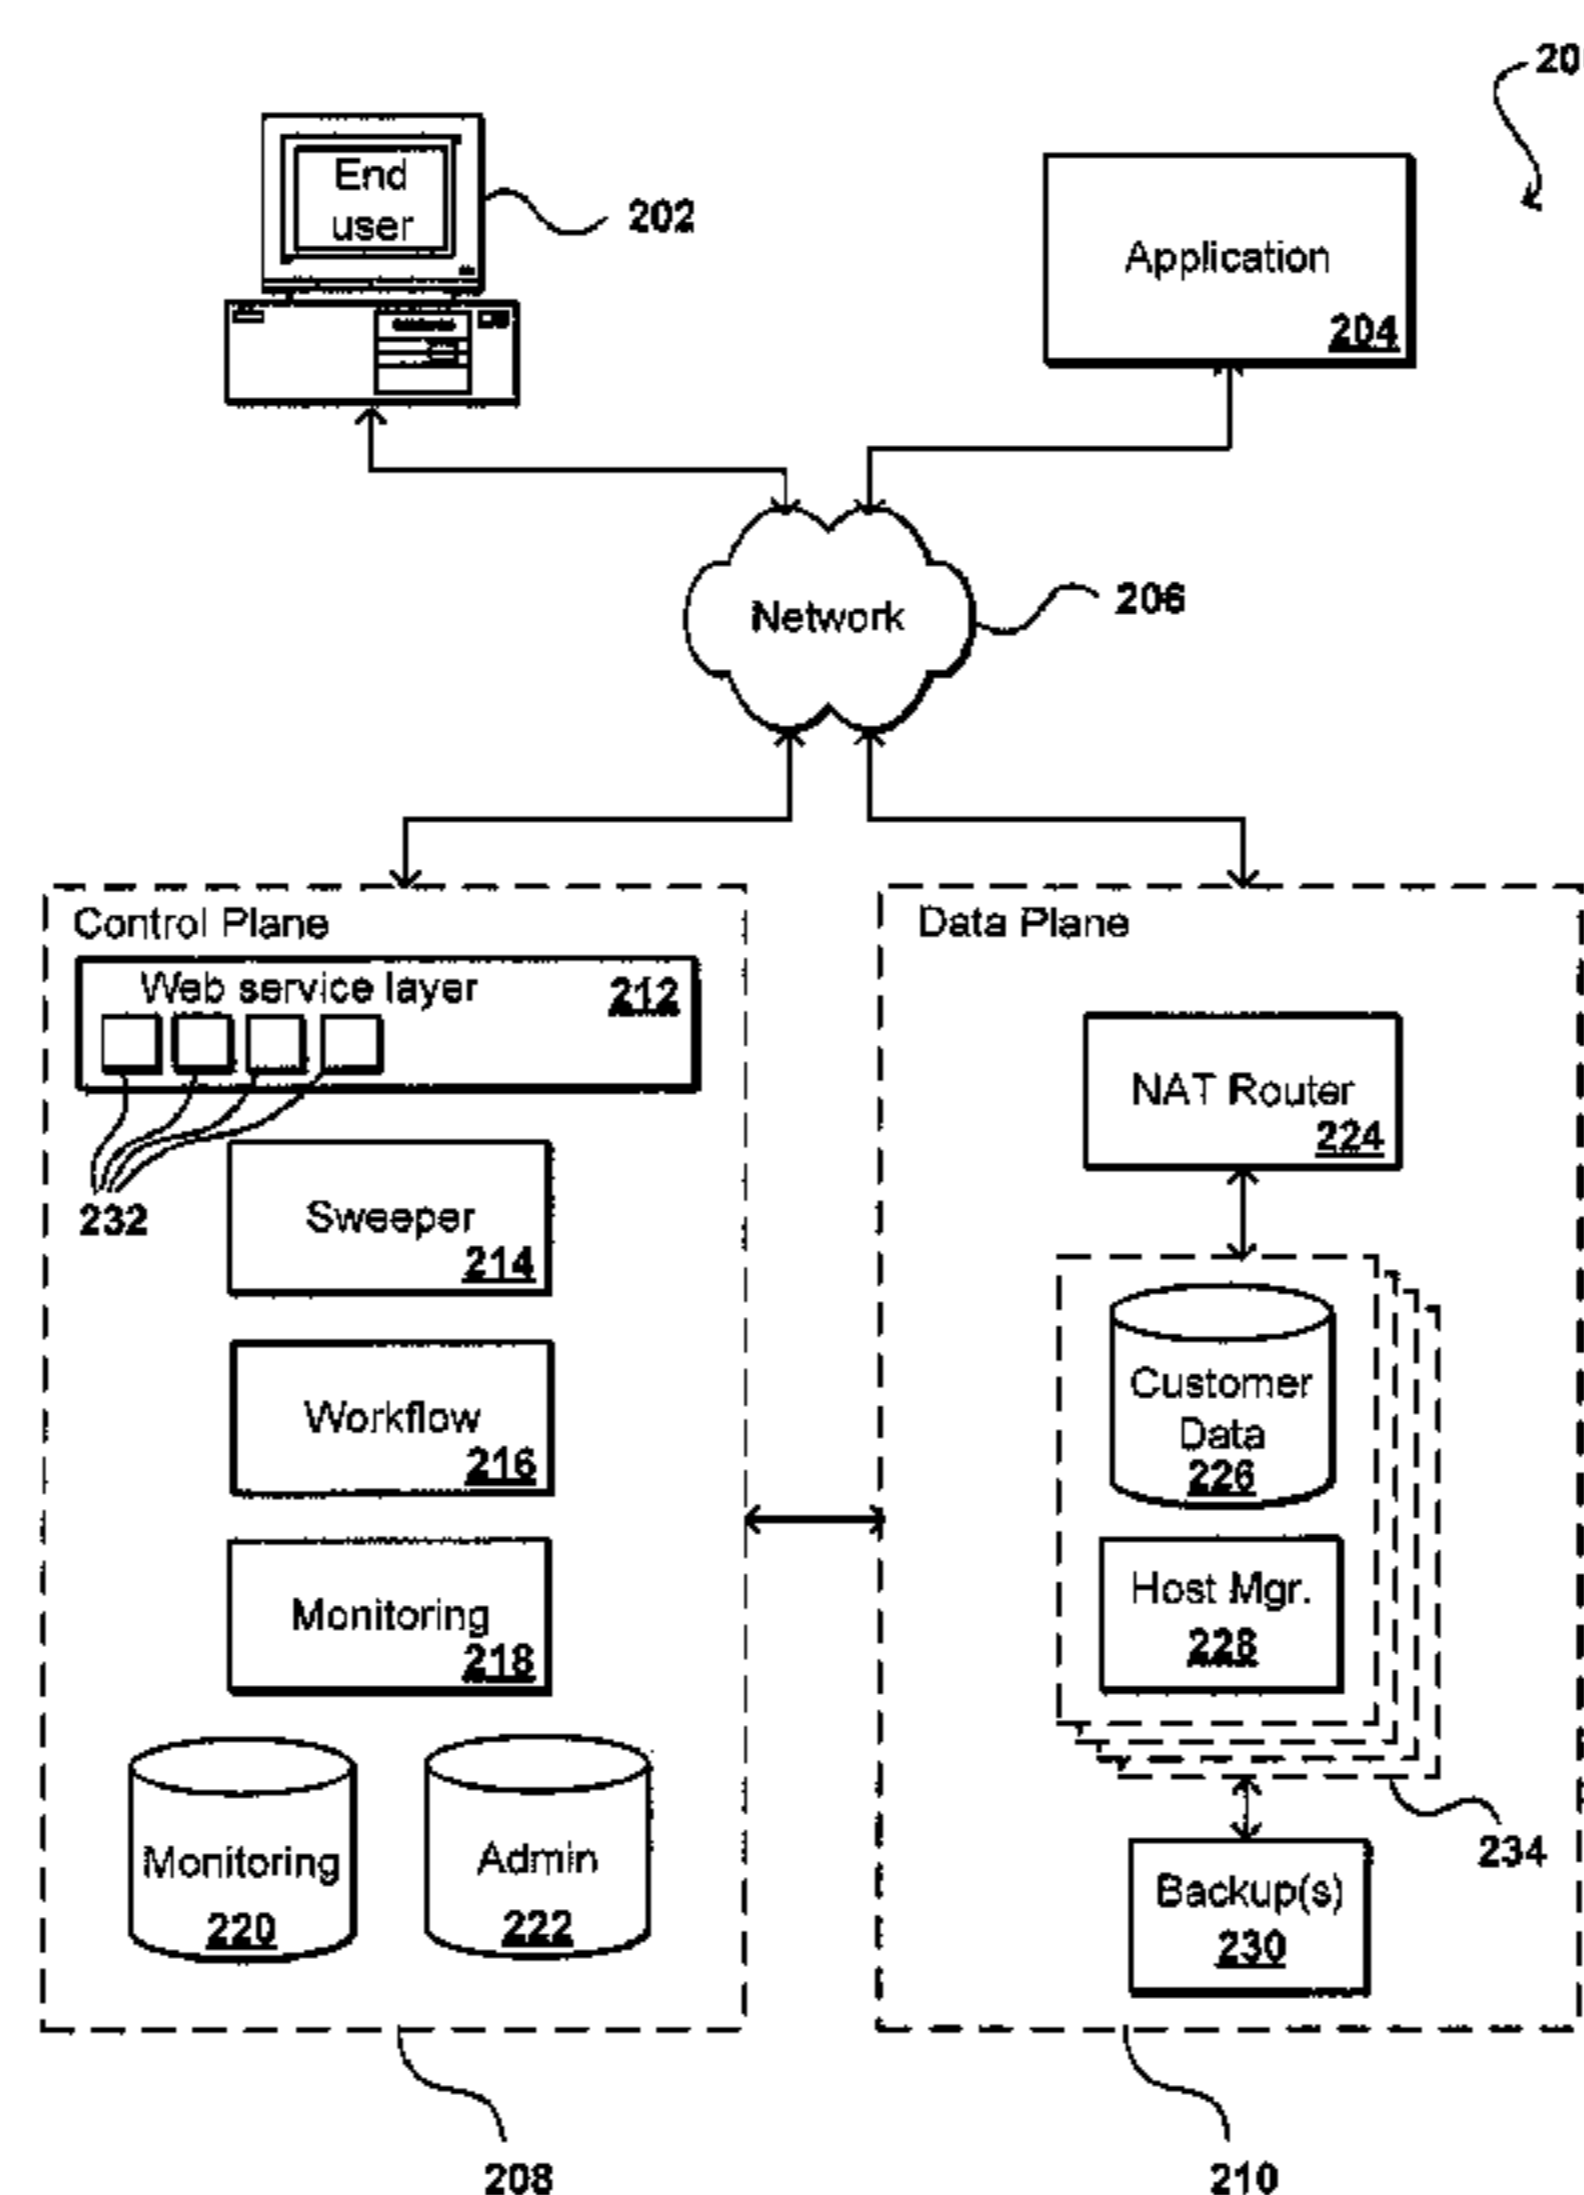 End
user
202
Application
204
Network
206
Control Plane
Web service layer
212
232
Sweeper
214
Workflow
216
Monitoring
218
Monitoring
220
Admin
222
208
Data Plane
NAT Router
224
Customer
Data
226
Host Mgr.
228
234
Backup(s)
230
210